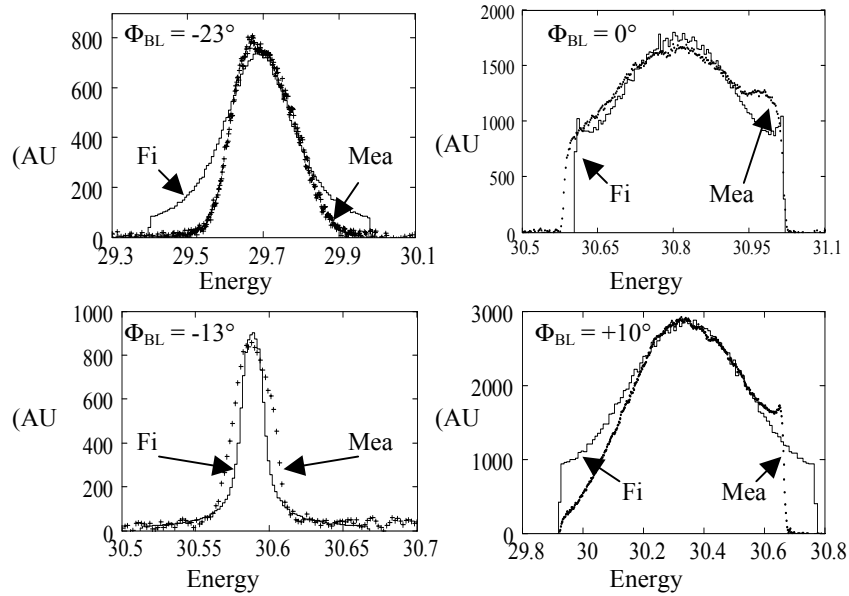 800
ΦBL = -23°
600
(AU
400
200
0
Fi
Mea
29.3 29.5 29.7 29.9 30.1
Energy
2000
ΦBL = 0°
1500
(AU
1000
500
0
Fi
Mea
30.5 30.65 30.8 30.95 31.1
Energy
1000
ΦBL = -13°
800
(AU
600
400
200
0
Fi
Mea
30.5 30.55 30.6 30.65 30.7
Energy
3000
ΦBL = +10°
2000
(AU
1000
0
Fi
Mea
29.8 30 30.2 30.4 30.6 30.8
Energy